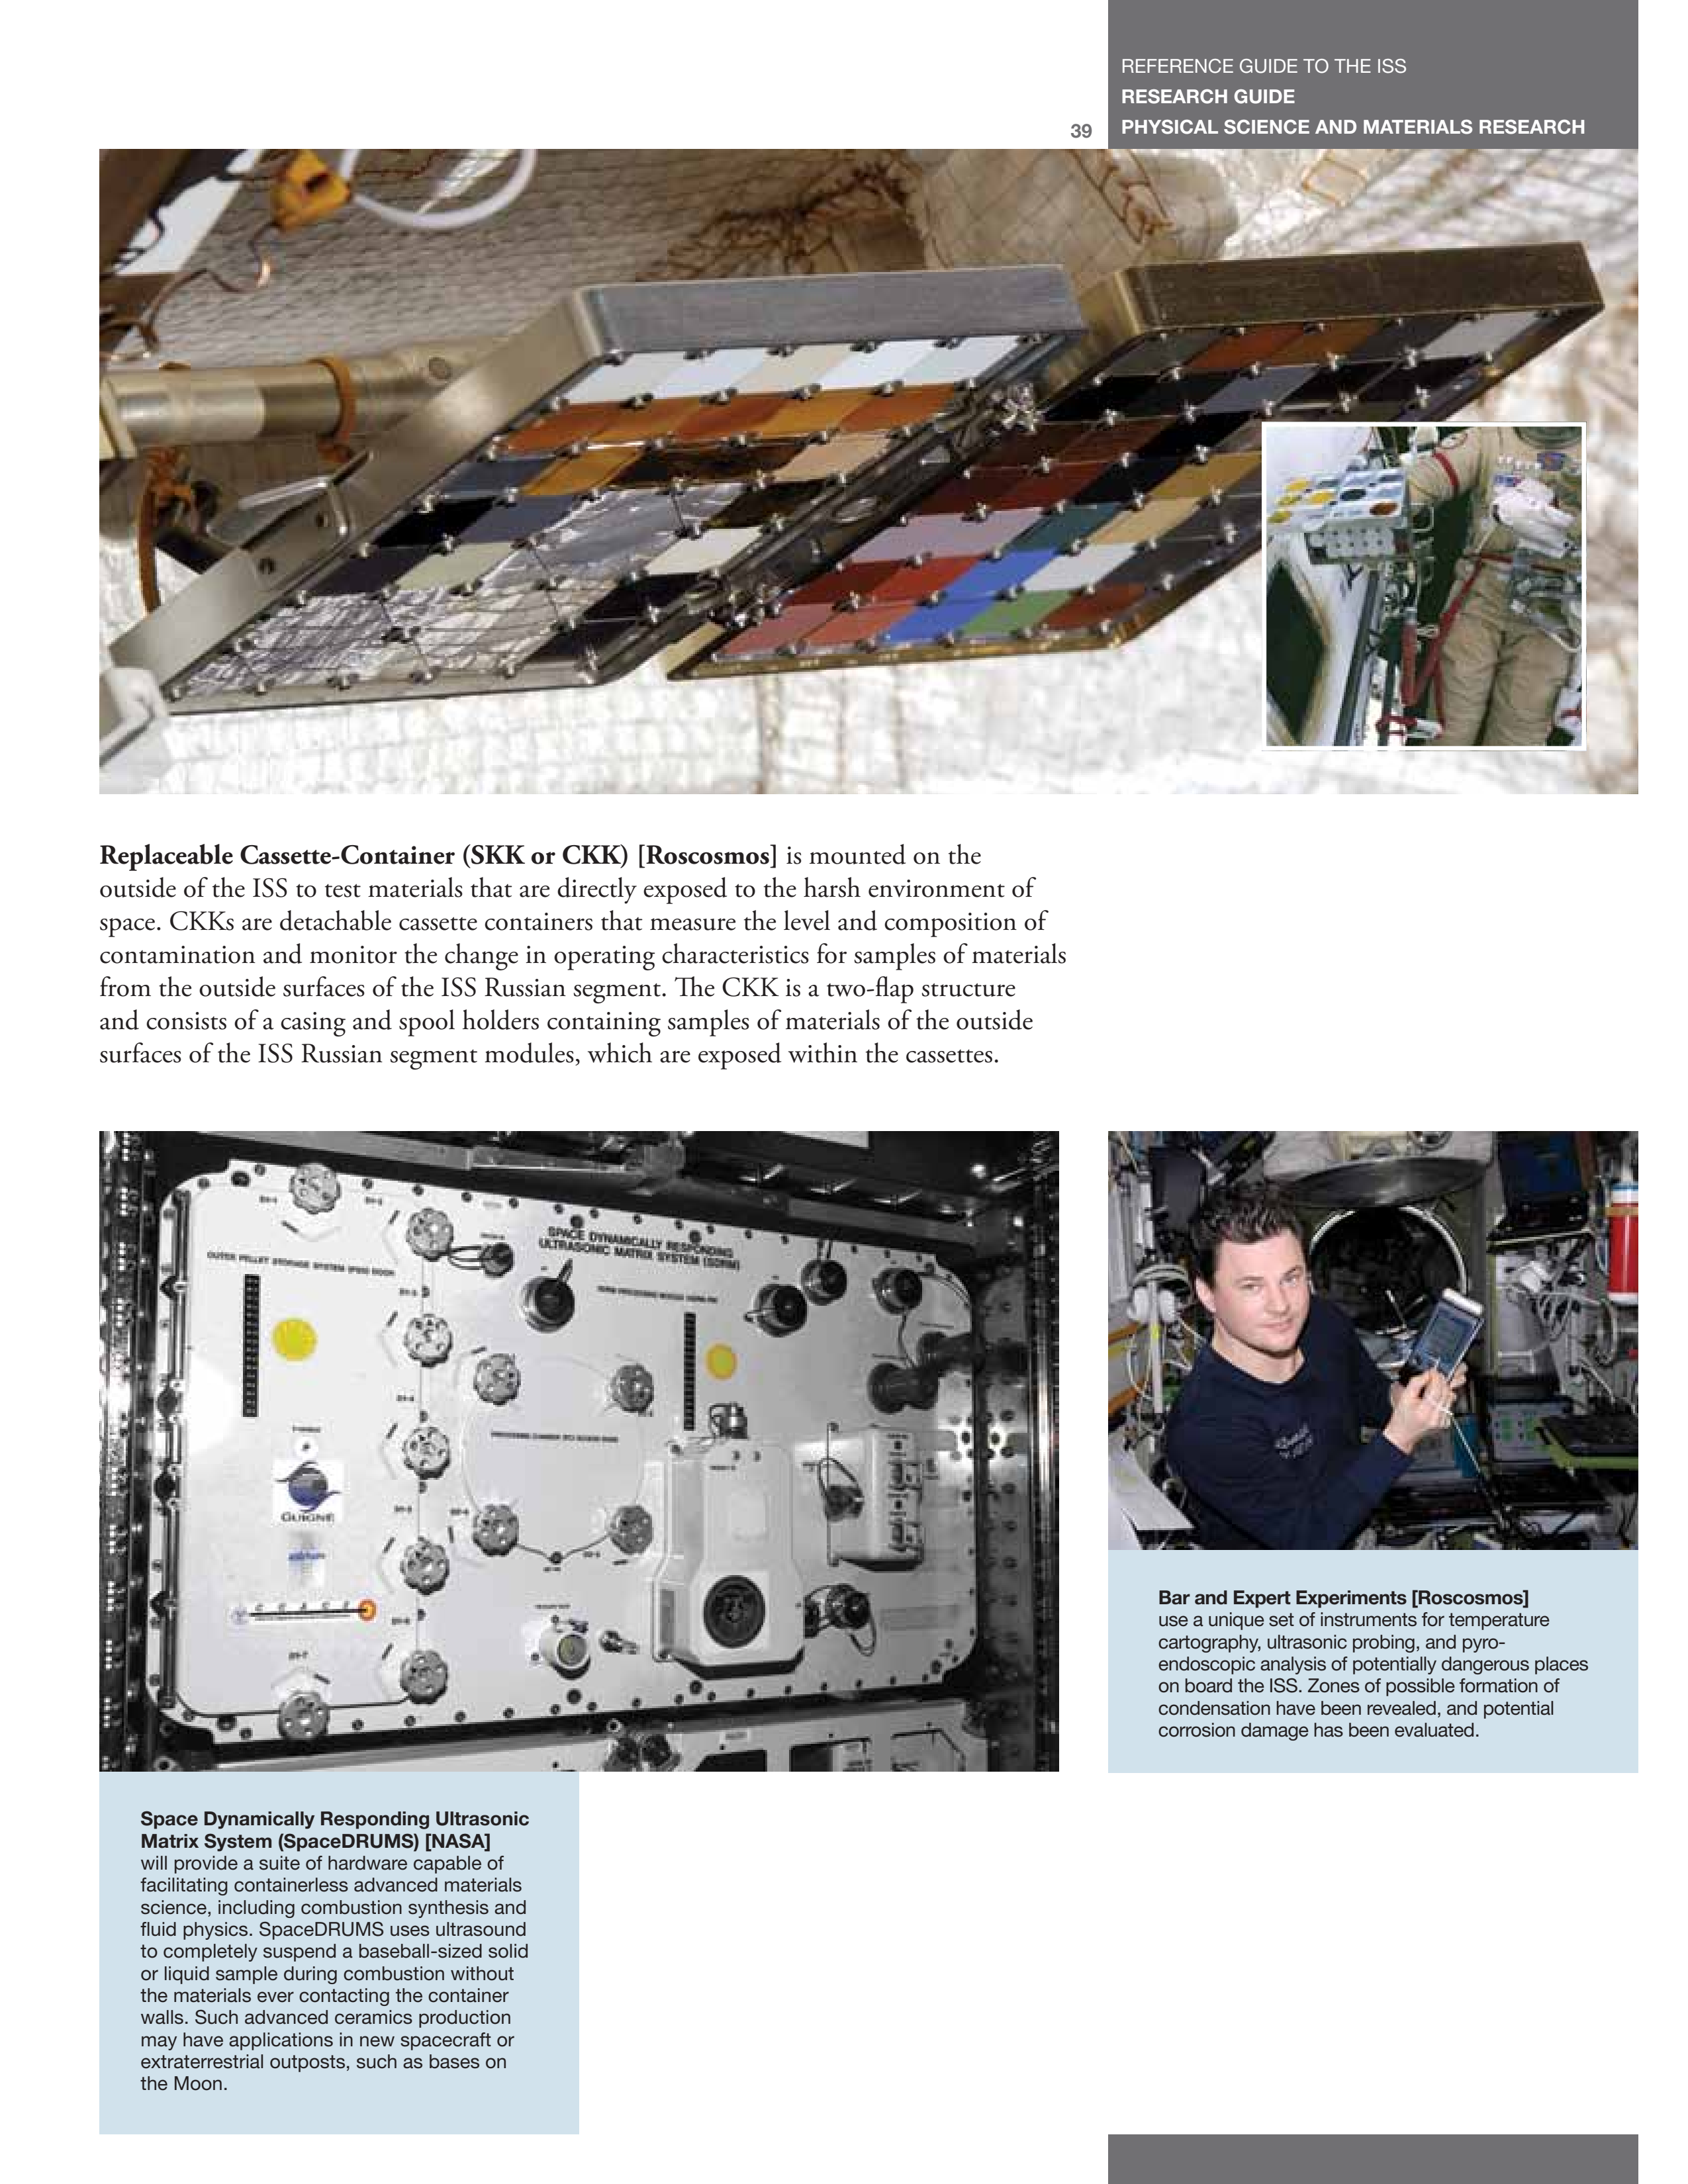 REFERENCE GUIDE TO THE ISS
RESEARCH GUIDE
39
PHYSICAL SCIENCE AND MATERIALS RESEARCH
Replaceable Cassette-Container (SKK or CKK) [Roscosmos] is mounted on the
outside of the ISS to test materials that are directly exposed to the harsh environment of
space. CKKs are detachable cassette containers that measure the level and composition of
contamination and monitor the change in operating characteristics for samples of materials
from the outside surfaces of the ISS Russian segment. The CKK is a two-flap structure
and consists of a casing and spool holders containing samples of materials of the outside
surfaces of the ISS Russian segment modules, which are exposed within the cassettes.
SPACE DYNAMICALLY RESPONDING
ULTRASONIC MATRIX SYSTEM (SDRM)
OUTER PELLET STORAGE SYSTEM (PSS) DOOR
GUIGNE
Bar and Expert Experiments [Roscosmos]
use a unique set of instruments for temperature
cartography, ultrasonic probing, and pyro-
endoscopic analysis of potentially dangerous places
on board the ISS. Zones of possible formation of
condensation have been revealed, and potential
corrosion damage has been evaluated.
Space Dynamically Responding Ultrasonic
Matrix System (SpaceDRUMS) [NASA]
will provide a suite of hardware capable of
facilitating containerless advanced materials
science, including combustion synthesis and
fluid physics. SpaceDRUMS uses ultrasound
to completely suspend a baseball-sized solid
or liquid sample during combustion without
the materials ever contacting the container
walls. Such advanced ceramics production
may have applications in new spacecraft or
extraterrestrial outposts, such as bases on
the Moon.